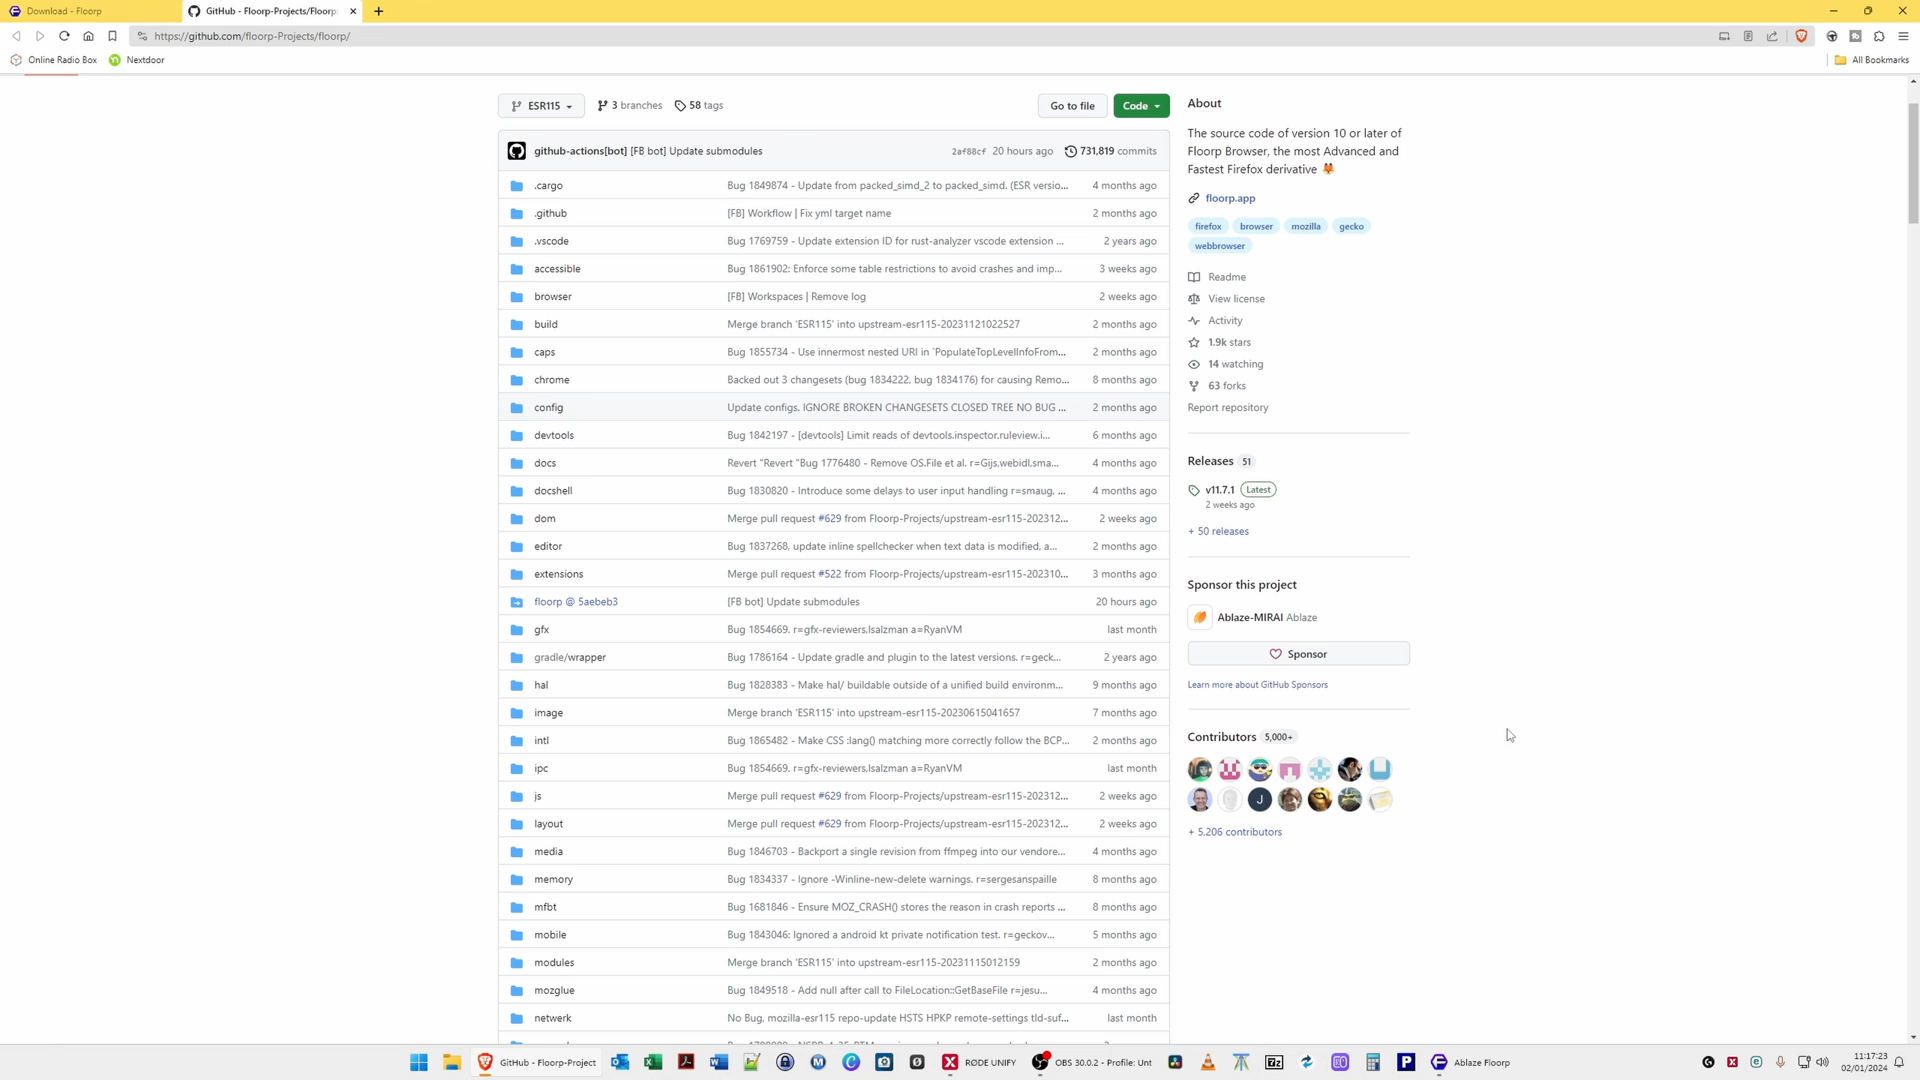 Download - Floorp
GitHub - Floorp-Projects/Floorp:
https://github.com/floorp-Projects/floorp/
Online Radio Box
Nextdoor
All Bookmarks
ESR115
3 branches
58 tags
Go to file
Code
github-actions[bot] [FB bot] Update submodules
2af88cf 20 hours ago
731,819 commits
.cargo Bug 1849874 - Update from packed_simd_2 to packed_simd. (ESR versio... 4 months ago
.github [FB] Workflow | Fix yml target name 2 months ago
.vscode Bug 1769759 - Update extension ID for rust-analyzer vscode extension ... 2 years ago
accessible Bug 1861902: Enforce some table restrictions to avoid crashes and imp... 3 weeks ago
browser [FB] Workspaces | Remove log 2 weeks ago
build Merge branch 'ESR115' into upstream-esr115-20231121022527 2 months ago
caps Bug 1855734 - Use innermost nested URI in `PopulateTopLevelInfoFrom... 2 months ago
chrome Backed out 3 changesets (bug 1834222, bug 1834176) for causing Remo... 8 months ago
config Update configs. IGNORE BROKEN CHANGESETS CLOSED TREE NO BUG ... 2 months ago
devtools Bug 1842197 - [devtools] Limit reads of devtools.inspector.ruleview.i... 6 months ago
docs Revert "Revert "Bug 1776480 - Remove OS.File et al. r=Gijs,webidl,sma... 4 months ago
docshell Bug 1830820 - Introduce some delays to user input handling r=smaug, ... 4 months ago
dom Merge pull request #629 from Floorp-Projects/upstream-esr115-202312... 2 weeks ago
editor Bug 1837268, update inline spellchecker when text data is modified, a... 2 months ago
extensions Merge pull request #522 from Floorp-Projects/upstream-esr115-202310... 3 months ago
floorp @ 5aebeb3 [FB bot] Update submodules 20 hours ago
gfx Bug 1854669. r=gfx-reviewers,lsalzman a=RyanVM last month
gradle/wrapper Bug 1786164 - Update gradle and plugin to the latest versions. r=geck... 2 years ago
hal Bug 1828383 - Make hal/ buildable outside of a unified build environm... 9 months ago
image Merge branch 'ESR115' into upstream-esr115-20230615041657 7 months ago
intl Bug 1865482 - Make CSS :lang() matching more correctly follow the BCP... 2 months ago
ipc Bug 1854669. r=gfx-reviewers,lsalzman a=RyanVM last month
js Merge pull request #629 from Floorp-Projects/upstream-esr115-202312... 2 weeks ago
layout Merge pull request #629 from Floorp-Projects/upstream-esr115-202312... 2 weeks ago
media Bug 1846703 - Backport a single revision from ffmpeg into our vendore... 4 months ago
memory Bug 1834337 - Ignore -Winline-new-delete warnings. r=sergesanspaille 8 months ago
mfbt Bug 1681846 - Ensure MOZ_CRASH() stores the reason in crash reports ... 8 months ago
mobile Bug 1843046: Ignored a android kt private notification test. r=geckov... 5 months ago
modules Merge branch 'ESR115' into upstream-esr115-20231115012159 2 months ago
mozglue Bug 1849518 - Add null after call to FileLocation::GetBaseFile r=jesu... 4 months ago
netwerk No Bug, mozilla-esr115 repo-update HSTS HPKP remote-settings tld-suf... last month
About
The source code of version 10 or later of
Floorp Browser, the most Advanced and
Fastest Firefox derivative
floorp.app
firefox browser mozilla gecko
webbrowser
Readme
View license
Activity
1.9k stars
14 watching
63 forks
Report repository
Releases 51
v11.7.1 Latest
2 weeks ago
+ 50 releases
Sponsor this project
Ablaze-MIRAI Ablaze
Sponsor
Learn more about GitHub Sponsors
Contributors 5,000+
J
+ 5,206 contributors
GitHub - Floorp-Project
RØDE UNIFY
OBS 30.0.2 - Profile: Unt
Ablaze Floorp
11:17:23
02/01/2024